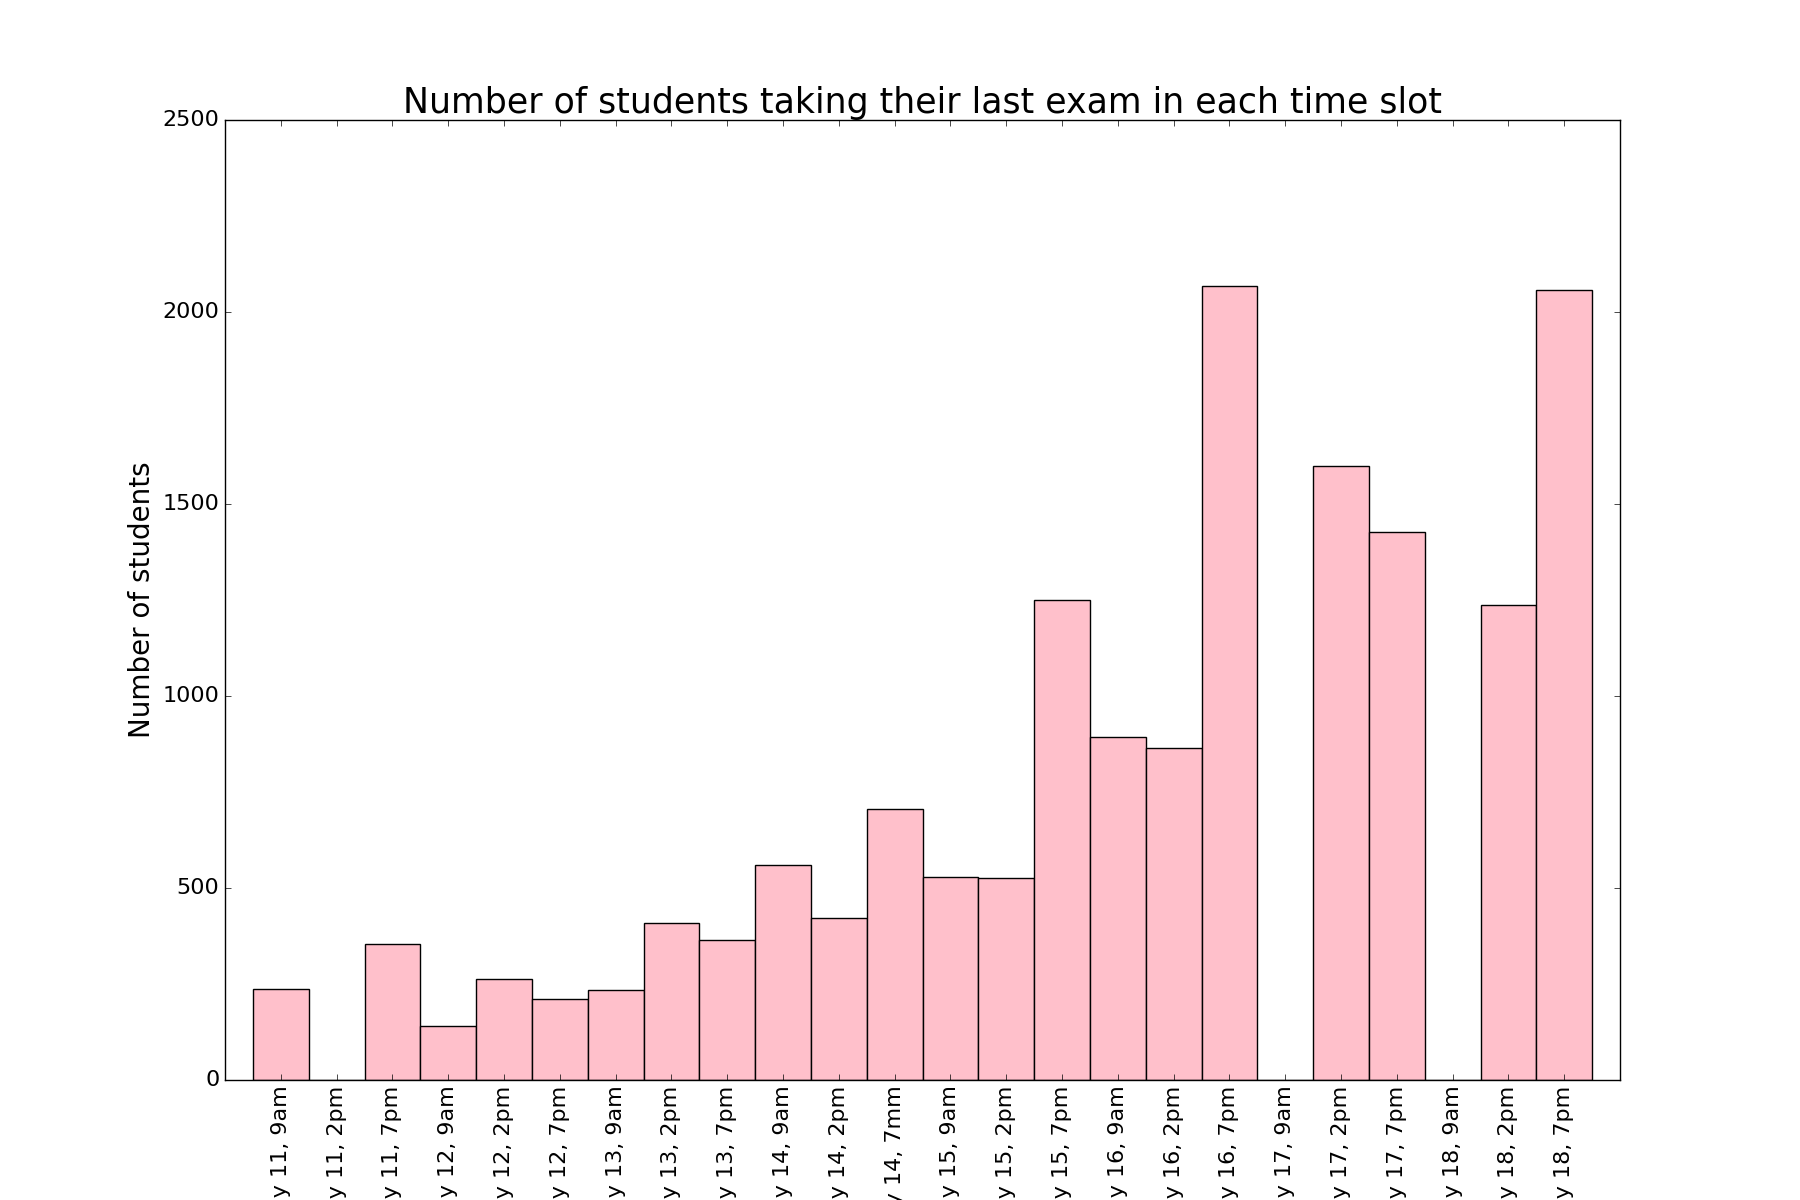 Number of students taking their last exam in each time slot
2500
2000
1500
1000
500
0
Number of students
y 11, 9am
y 11, 2pm
y 11, 7pm
y 12, 9am
y 12, 2pm
y 12, 7pm
y 13, 9am
y 13, 2pm
y 13, 7pm
y 14, 9am
y 14, 2pm
y 14, 7mm
y 15, 9am
y 15, 2pm
y 15, 7pm
y 16, 9am
y 16, 2pm
y 16, 7pm
y 17, 9am
y 17, 2pm
y 17, 7pm
y 18, 9am
y 18, 2pm
y 18, 7pm